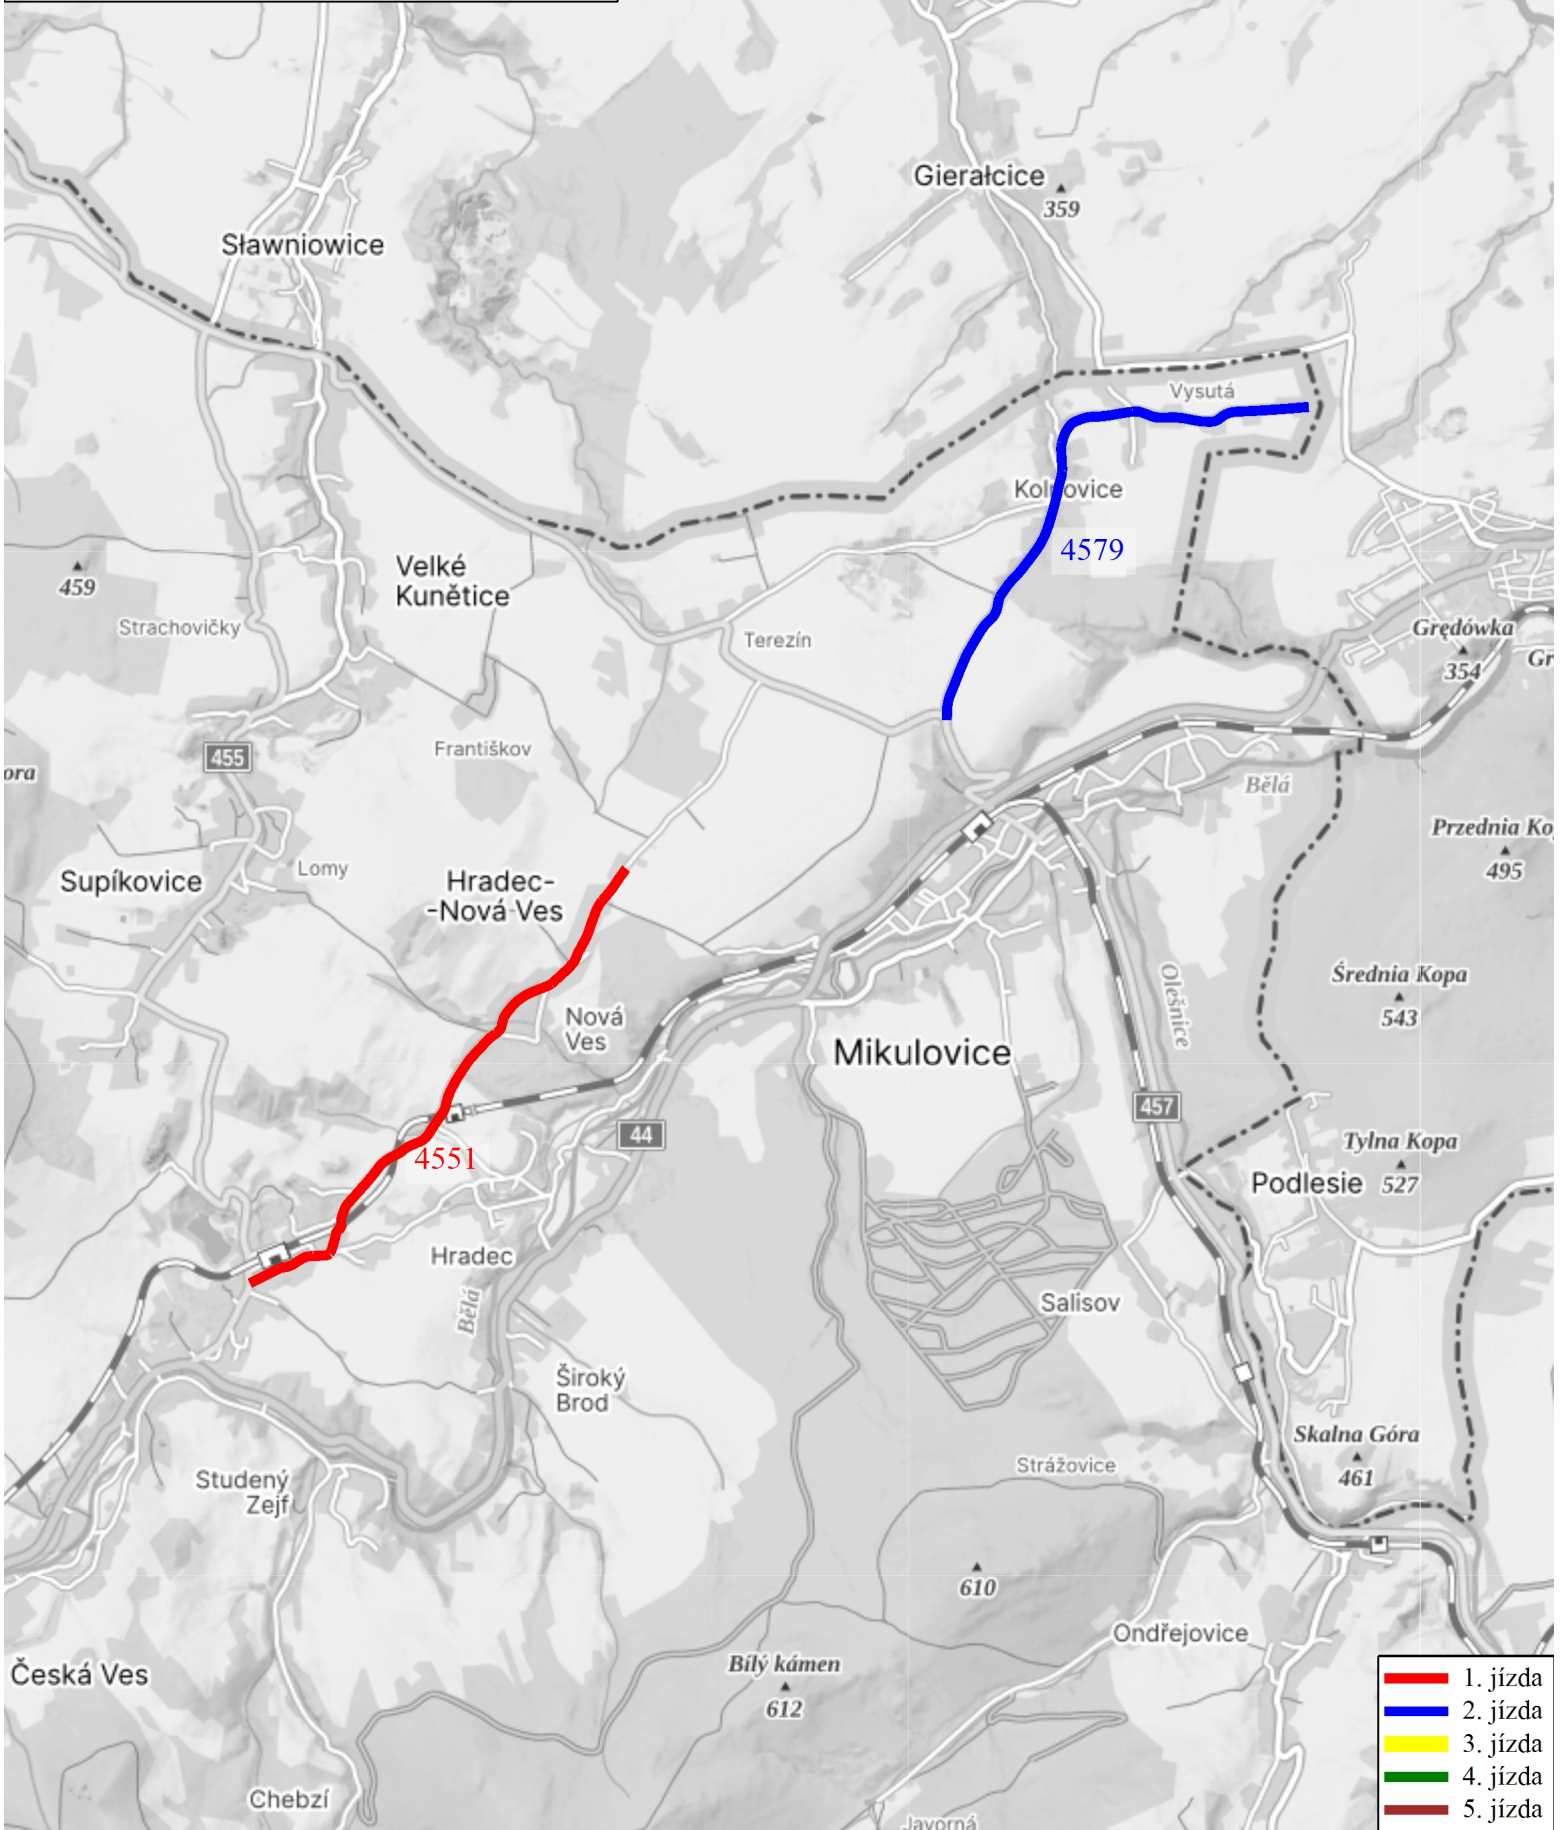 Gierałcice
359
Sławniowice
Vysutá
4579
Velké
Kunětice
459
Strachovičky
Terezín
Grędówka
354
Gr
Františkov
455
ora
Bělá
Przednia Ko
495
Supíkovice
Lomy
Hradec-
-Nová Ves
Średnia Kopa
543
Olešnice
Nová
Ves
Mikulovice
457
44
4551
Tylna Kopa
527
Podlesie
Hradec
Bělá
Salisov
Široký
Brod
Skalna Góra
461
Strážovice
Studený
Zejf
610
Ondřejovice
Česká Ves
Bílý kámen
612
Chebzí
Javorná
1. jízda
2. jízda
3. jízda
4. jízda
5. jízda